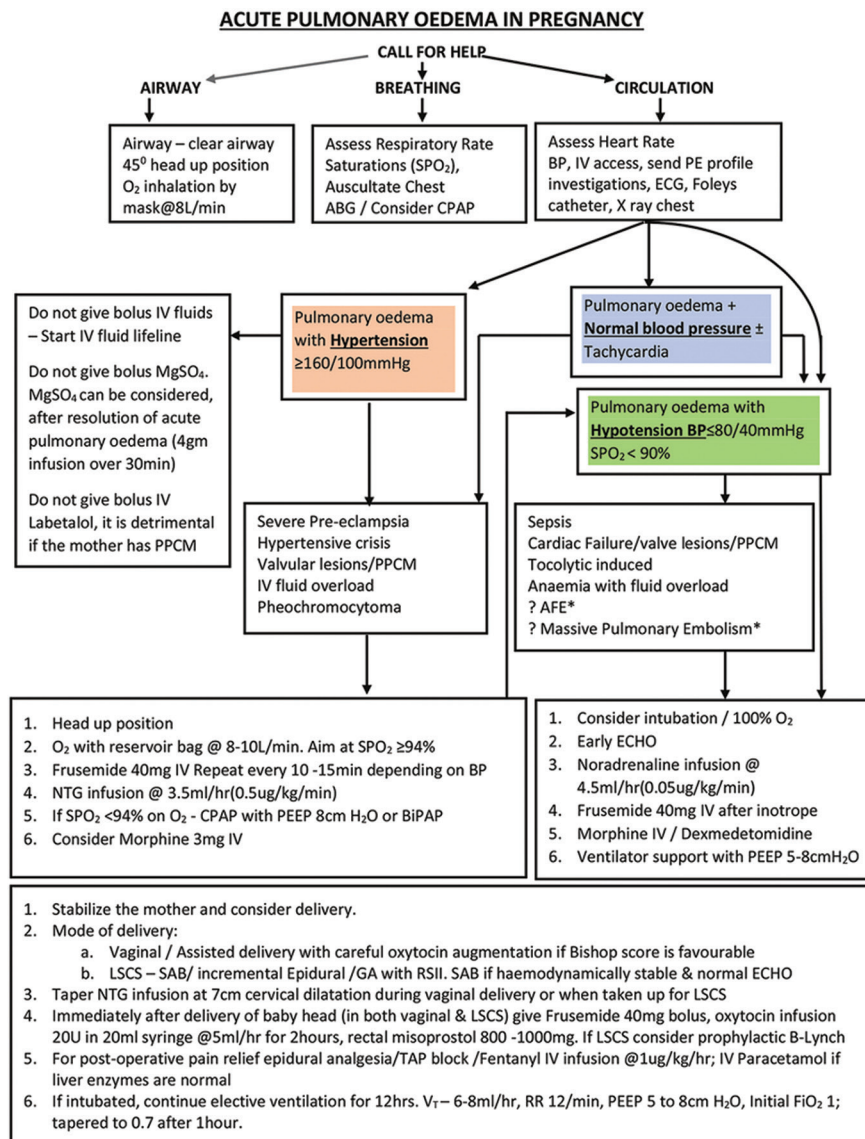 ACUTE PULMONARY OEDEMA IN PREGNANCY
CALL FOR HELP
AIRWAY
BREATHING
CIRCULATION
Airway – clear airway
45⁰ head up position
O₂ inhalation by
mask@8L/min
Assess Respiratory Rate
Saturations (SPO₂),
Auscultate Chest
ABG / Consider CPAP
Assess Heart Rate
BP, IV access, send PE profile
investigations, ECG, Foleys
catheter, X ray chest
Do not give bolus IV fluids
– Start IV fluid lifeline
Do not give bolus MgSO₄.
MgSO₄ can be considered,
after resolution of acute
pulmonary oedema (4gm
infusion over 30min)
Do not give bolus IV
Labetalol, it is detrimental
if the mother has PPCM
Pulmonary oedema
with Hypertension
≥160/100mmHg
Pulmonary oedema +
Normal blood pressure ±
Tachycardia
Pulmonary oedema with
Hypotension BP≤80/40mmHg
SPO₂ < 90%
Severe Pre-eclampsia
Hypertensive crisis
Valvular lesions/PPCM
IV fluid overload
Pheochromocytoma
Sepsis
Cardiac Failure/valve lesions/PPCM
Tocolytic induced
Anaemia with fluid overload
? AFE*
? Massive Pulmonary Embolism*
1. Head up position
2. O₂ with reservoir bag @ 8-10L/min. Aim at SPO₂ ≥94%
3. Frusemide 40mg IV Repeat every 10 -15min depending on BP
4. NTG infusion @ 3.5ml/hr(0.5ug/kg/min)
5. If SPO₂ <94% on O₂ - CPAP with PEEP 8cm H₂O or BiPAP
6. Consider Morphine 3mg IV
1. Consider intubation / 100% O₂
2. Early ECHO
3. Noradrenaline infusion @
4.5ml/hr(0.05ug/kg/min)
4. Frusemide 40mg IV after inotrope
5. Morphine IV / Dexmedetomidine
6. Ventilator support with PEEP 5-8cmH₂O
1. Stabilize the mother and consider delivery.
2. Mode of delivery:
a. Vaginal / Assisted delivery with careful oxytocin augmentation if Bishop score is favourable
b. LSCS – SAB/ incremental Epidural /GA with RSII. SAB if haemodynamically stable & normal ECHO
3. Taper NTG infusion at 7cm cervical dilatation during vaginal delivery or when taken up for LSCS
4. Immediately after delivery of baby head (in both vaginal & LSCS) give Frusemide 40mg bolus, oxytocin infusion
20U in 20ml syringe @5ml/hr for 2hours, rectal misoprostol 800 -1000mg. If LSCS consider prophylactic B-Lynch
5. For post-operative pain relief epidural analgesia/TAP block /Fentanyl IV infusion @1ug/kg/hr; IV Paracetamol if
liver enzymes are normal
6. If intubated, continue elective ventilation for 12hrs. V_T – 6-8ml/hr, RR 12/min, PEEP 5 to 8cm H₂O, Initial FiO₂ 1;
tapered to 0.7 after 1hour.